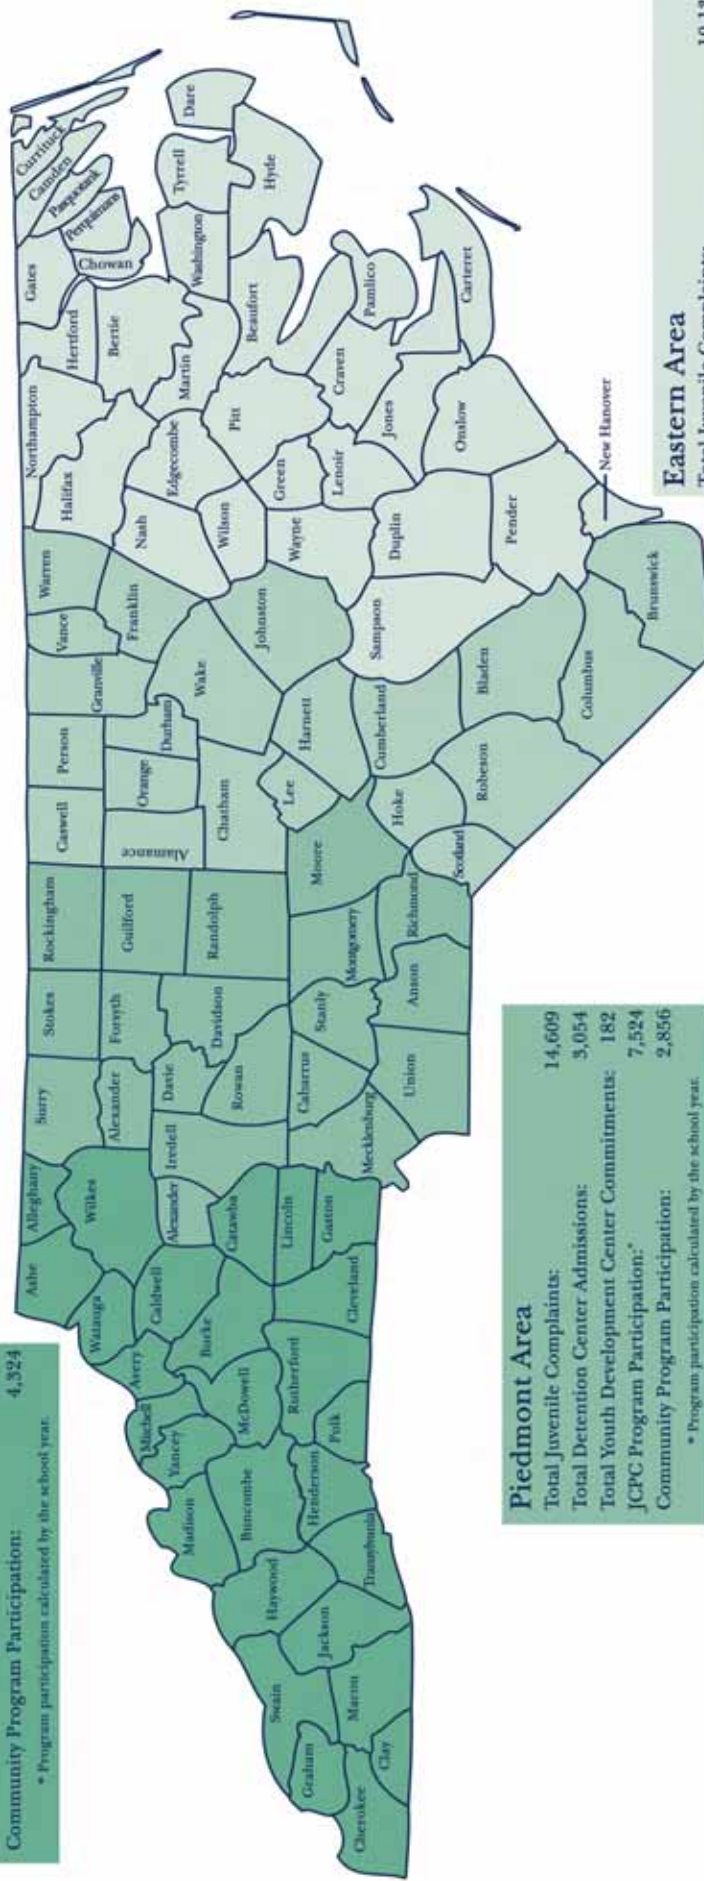 Community Program Participation: 4,324
* Program participation calculated by the school year.
Cherokee
Graham
Clay
Swain
Macon
Jackson
Haywood
Transylvania
Madison
Buncombe
Henderson
Yancey
Mitchell
McDowell
Polk
Rutherford
Avery
Burke
Cleveland
Watauga
Caldwell
Ashe
Alleghany
Wilkes
Alexander
Catawba
Lincoln
Gaston
Surry
Alexander
Iredell
Davie
Rowan
Cabarrus
Mecklenburg
Stokes
Forsyth
Davidson
Stanly
Union
Anson
Rockingham
Guilford
Randolph
Montgomery
Richmond
Moore
Scotland
Caswell
Alamance
Chatham
Lee
Hoke
Robeson
Person
Orange
Durham
Granville
Vance
Warren
Franklin
Wake
Harnett
Johnston
Cumberland
Bladen
Columbus
Brunswick
Northampton
Halifax
Nash
Edgecombe
Wilson
Wayne
Green
Lenoir
Sampson
Duplin
Pender
New Hanover
Onslow
Jones
Craven
Pitt
Martin
Bertie
Hertford
Gates
Chowan
Perquimans
Pasquotank
Camden
Currituck
Washington
Tyrrell
Dare
Hyde
Beaufort
Pamlico
Carteret
Piedmont Area
Total Juvenile Complaints: 14,609
Total Detention Center Admissions: 3,054
Total Youth Development Center Commitments: 182
JCPC Program Participation:* 7,524
Community Program Participation: 2,856
* Program participation calculated by the school year.
Eastern Area